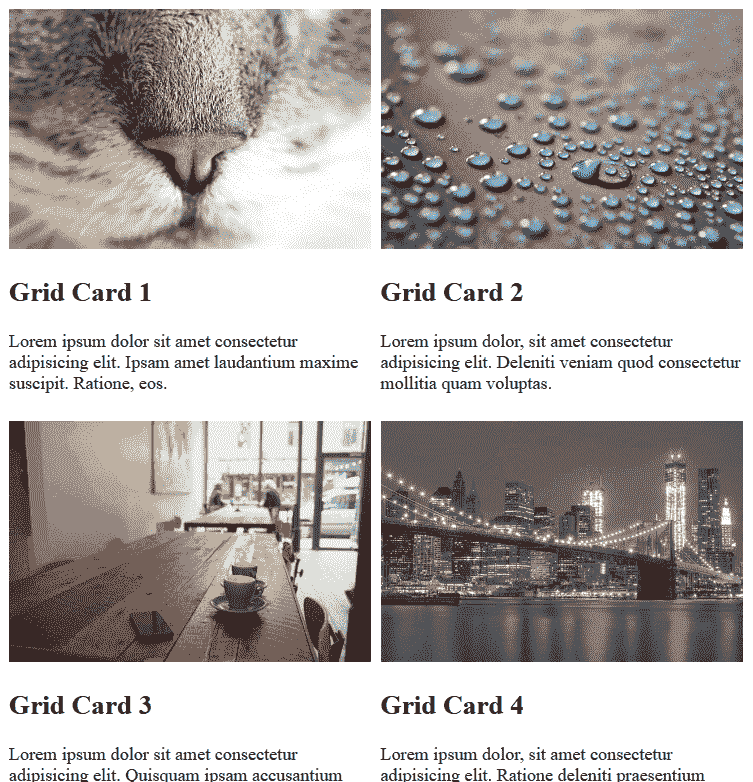 Grid Card 1
Lorem ipsum dolor sit amet consectetur
adipisicing elit. Ipsam amet laudantium maxime
suscipit. Ratione, eos.
Grid Card 2
Lorem ipsum dolor, sit amet consectetur
adipisicing elit. Deleniti veniam quod consectetur
mollitia quam voluptas.
Grid Card 3
Lorem ipsum dolor sit amet consectetur
adipisicing elit. Quisquam ipsam accusantium
Grid Card 4
Lorem ipsum dolor, sit amet consectetur
adipisicing elit. Ratione deleniti praesentium